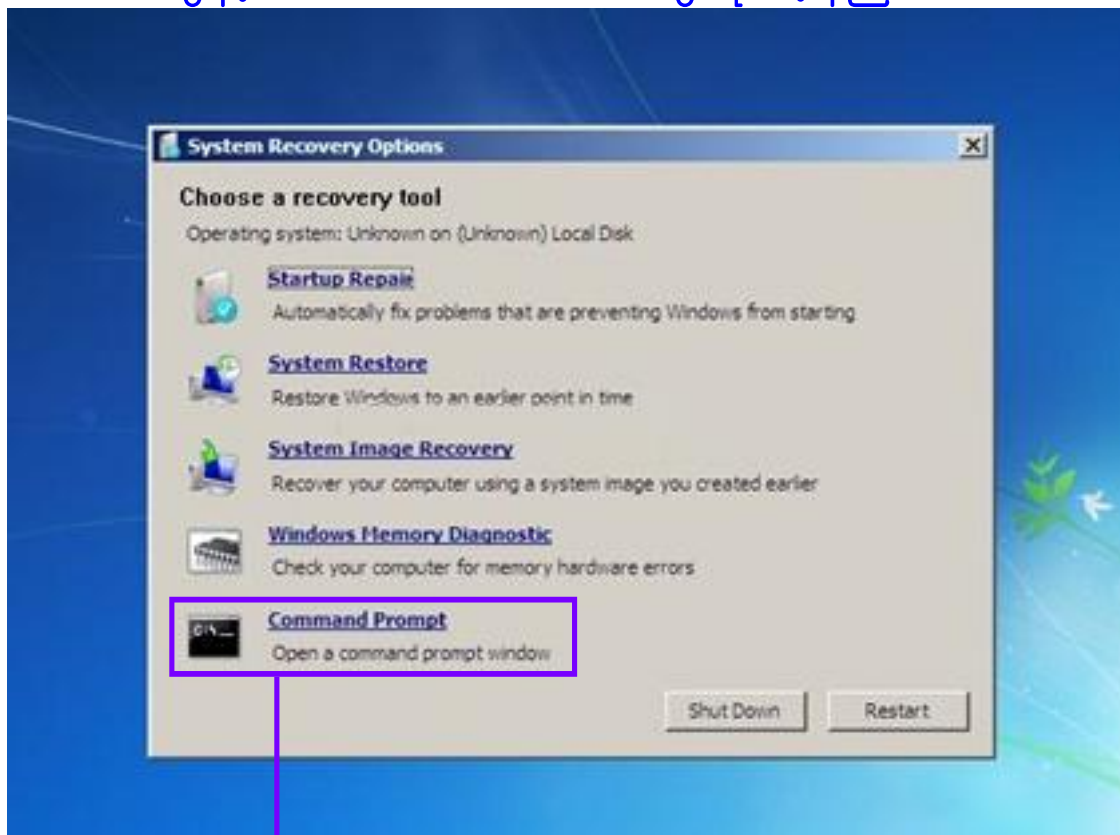 System Recovery Options
Choose a recovery tool
Operating system: Unknown on (Unknown) Local Disk
Startup Repair
Automatically fix problems that are preventing Windows from starting
System Restore
Restore Windows to an earlier point in time
System Image Recovery
Recover your computer using a system image you created earlier
Windows Memory Diagnostic
Check your computer for memory hardware errors
Command Prompt
Open a command prompt window
Shut Down
Restart